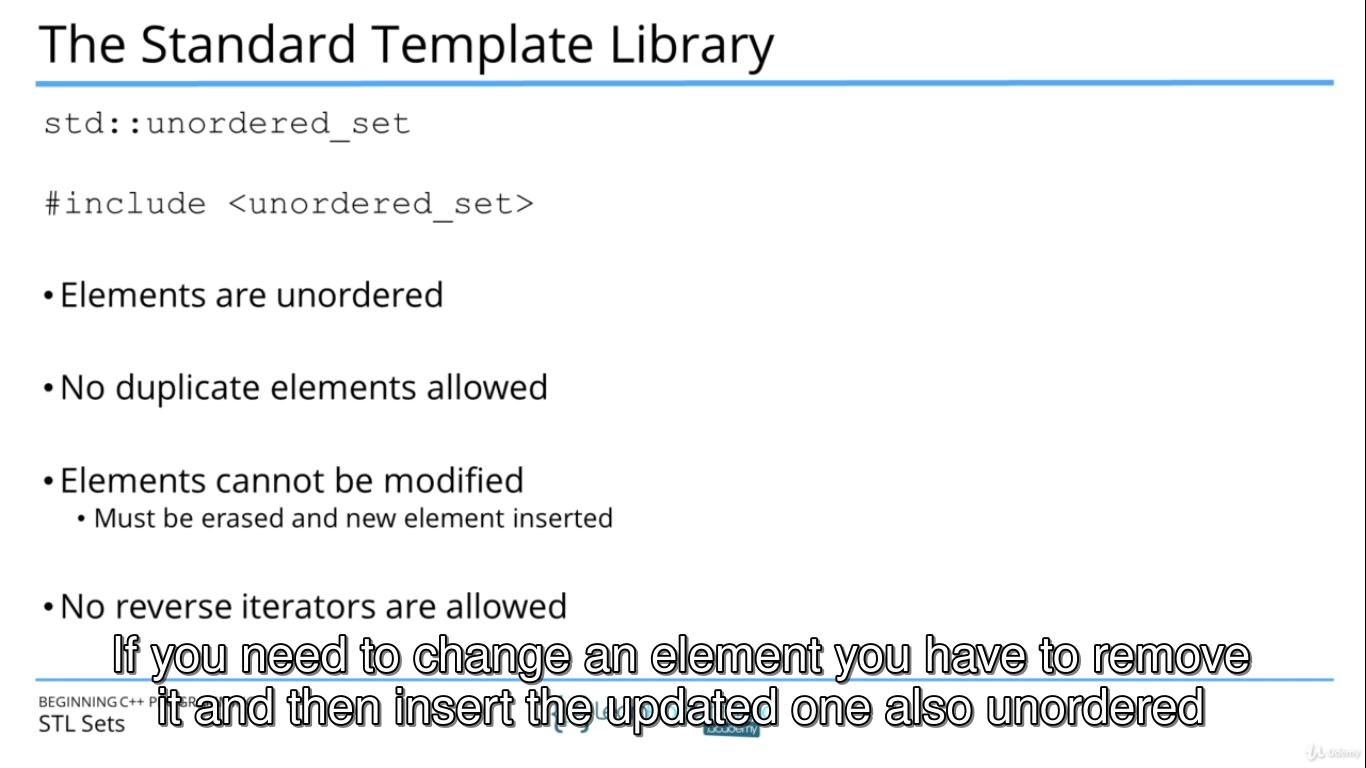 The Standard Template Library
std::unordered_set
#include <unordered_set>
• Elements are unordered
• No duplicate elements allowed
• Elements cannot be modified
• Must be erased and new element inserted
• No reverse iterators are allowed
If you need to change an element you have to remove
it and then insert the updated one also unordered
BEGINNING C++
STL Sets
academy
Udemy